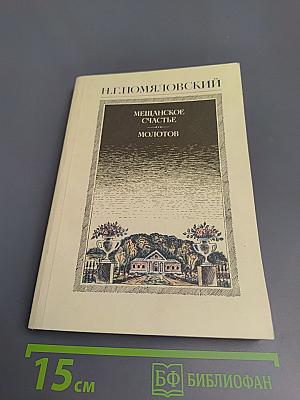 Н.Г.ПОМЯЛОВСКИЙ
МЕЩАНСКОЕ
СЧАСТЬЕ
МОЛОТОВ
15 см
БФ БИБЛИОФАН